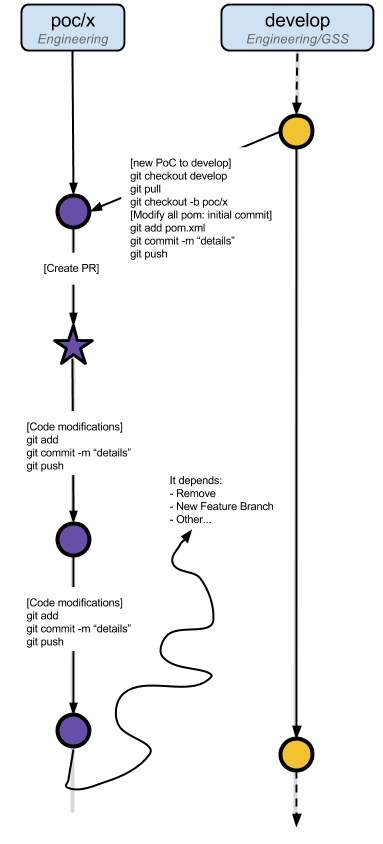 poc/x
Engineering
develop
Engineering/GSS
[new PoC to develop]
git checkout develop
git pull
git checkout -b poc/x
[Modify all pom: initial commit]
git add pom.xml
git commit -m “details”
git push
[Create PR]
[Code modifications]
git add
git commit -m “details”
git push
It depends:
- Remove
- New Feature Branch
- Other...
[Code modifications]
git add
git commit -m “details”
git push